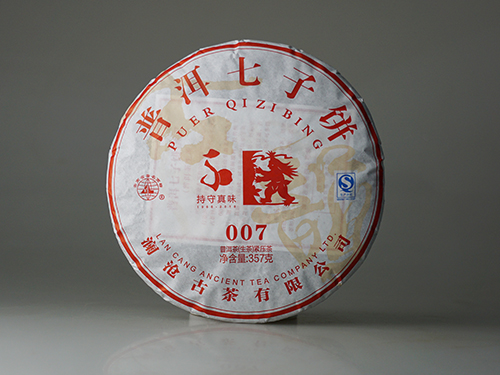 普洱七子饼
PUER QIZIBING
持守真味
1966-2016
007
普洱茶(生茶)紧压茶
净含量:357克
LAN CANG ANCIENT TEA COMPANY LTD.
澜沧古茶有限公司